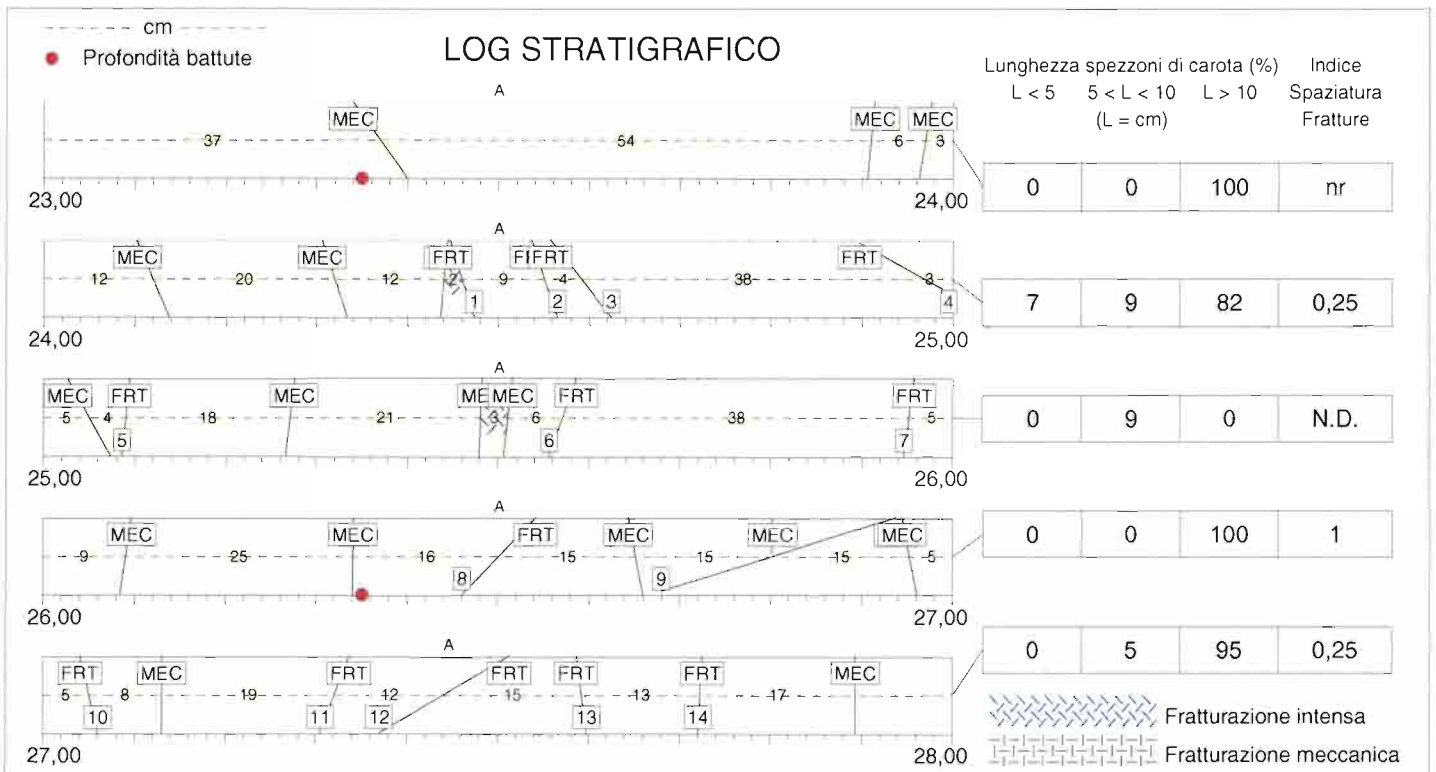 cm
Profondità battute
LOG STRATIGRAFICO
Lunghezza spezzoni di carota (%) Indice
L < 5 5 < L < 10 L > 10 Spaziatura
(L = cm) Fratture
A
MEC MEC MEC
37 54 6 3
0 0 100 nr
23,00 24,00
A
MEC MEC FRT FRT FRT
12 20 12 2 9 4 38 3
1 2 3 4
7 9 82 0,25
24,00 25,00
A
MEC FRT MEC ME MEC FRT FRT
5 4 18 21 3 6 38 5
5 6 7
0 9 0 N.D.
25,00 26,00
A
MEC MEC FRT MEC MEC MEC
9 25 16 15 15 15 5
8 9
0 0 100 1
26,00 27,00
A
FRT MEC FRT FRT FRT FRT MEC
5 8 19 12 15 13 17
10 11 12 13 14
0 5 95 0,25
27,00 28,00
Fratturazione intensa
Fratturazione meccanica